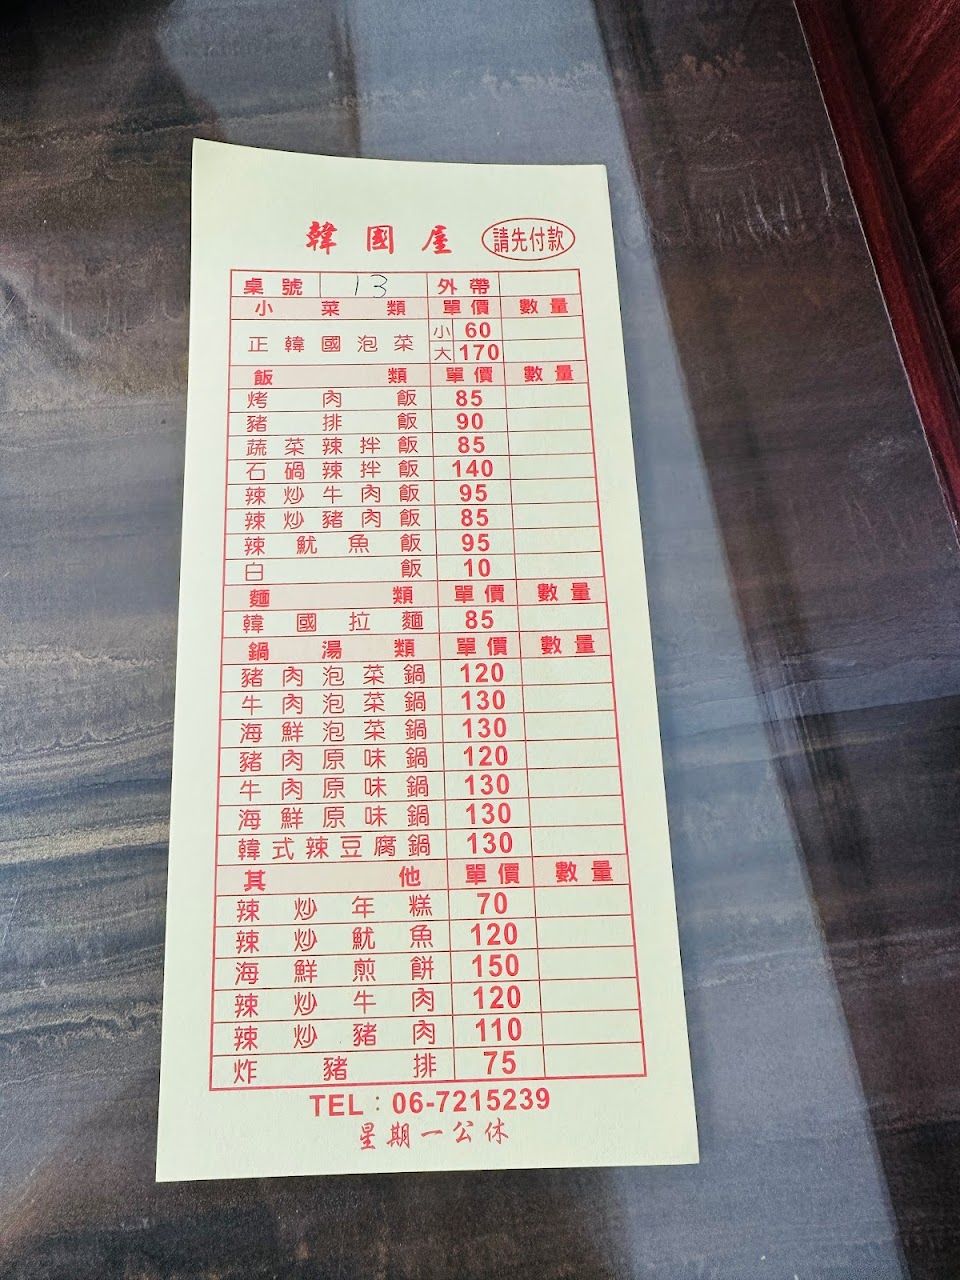 韓國屋 請先付款
桌號 13 外帶
小菜類 單價 數量
正韓國泡菜 小 60
大 170
飯類 單價 數量
烤肉飯 85
豬排飯 90
蔬菜辣拌飯 85
石碢辣拌飯 140
辣炒牛肉飯 95
辣炒豬肉飯 85
辣魷魚飯 95
白飯 10
麵類 單價 數量
韓國拉麵 85
鍋湯類 單價 數量
豬肉泡菜鍋 120
牛肉泡菜鍋 130
海鮮泡菜鍋 130
豬肉原味鍋 120
牛肉原味鍋 130
海鮮原味鍋 130
韓式辣豆腐鍋 130
其他 單價 數量
辣炒年糕 70
辣炒魷魚 120
海鮮煎餅 150
辣炒牛肉 120
辣炒豬肉 110
炸豬排 75
TEL：06-7215239
星期一公休